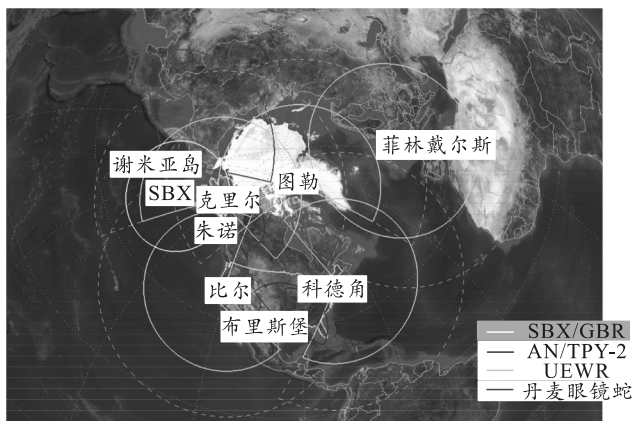 菲林戴尔斯
谢米亚岛
图勒
SBX
克里尔
朱诺
比尔
科德角
布里斯堡
SBX/GBR
AN/TPY-2
UEWR
丹麦眼镜蛇